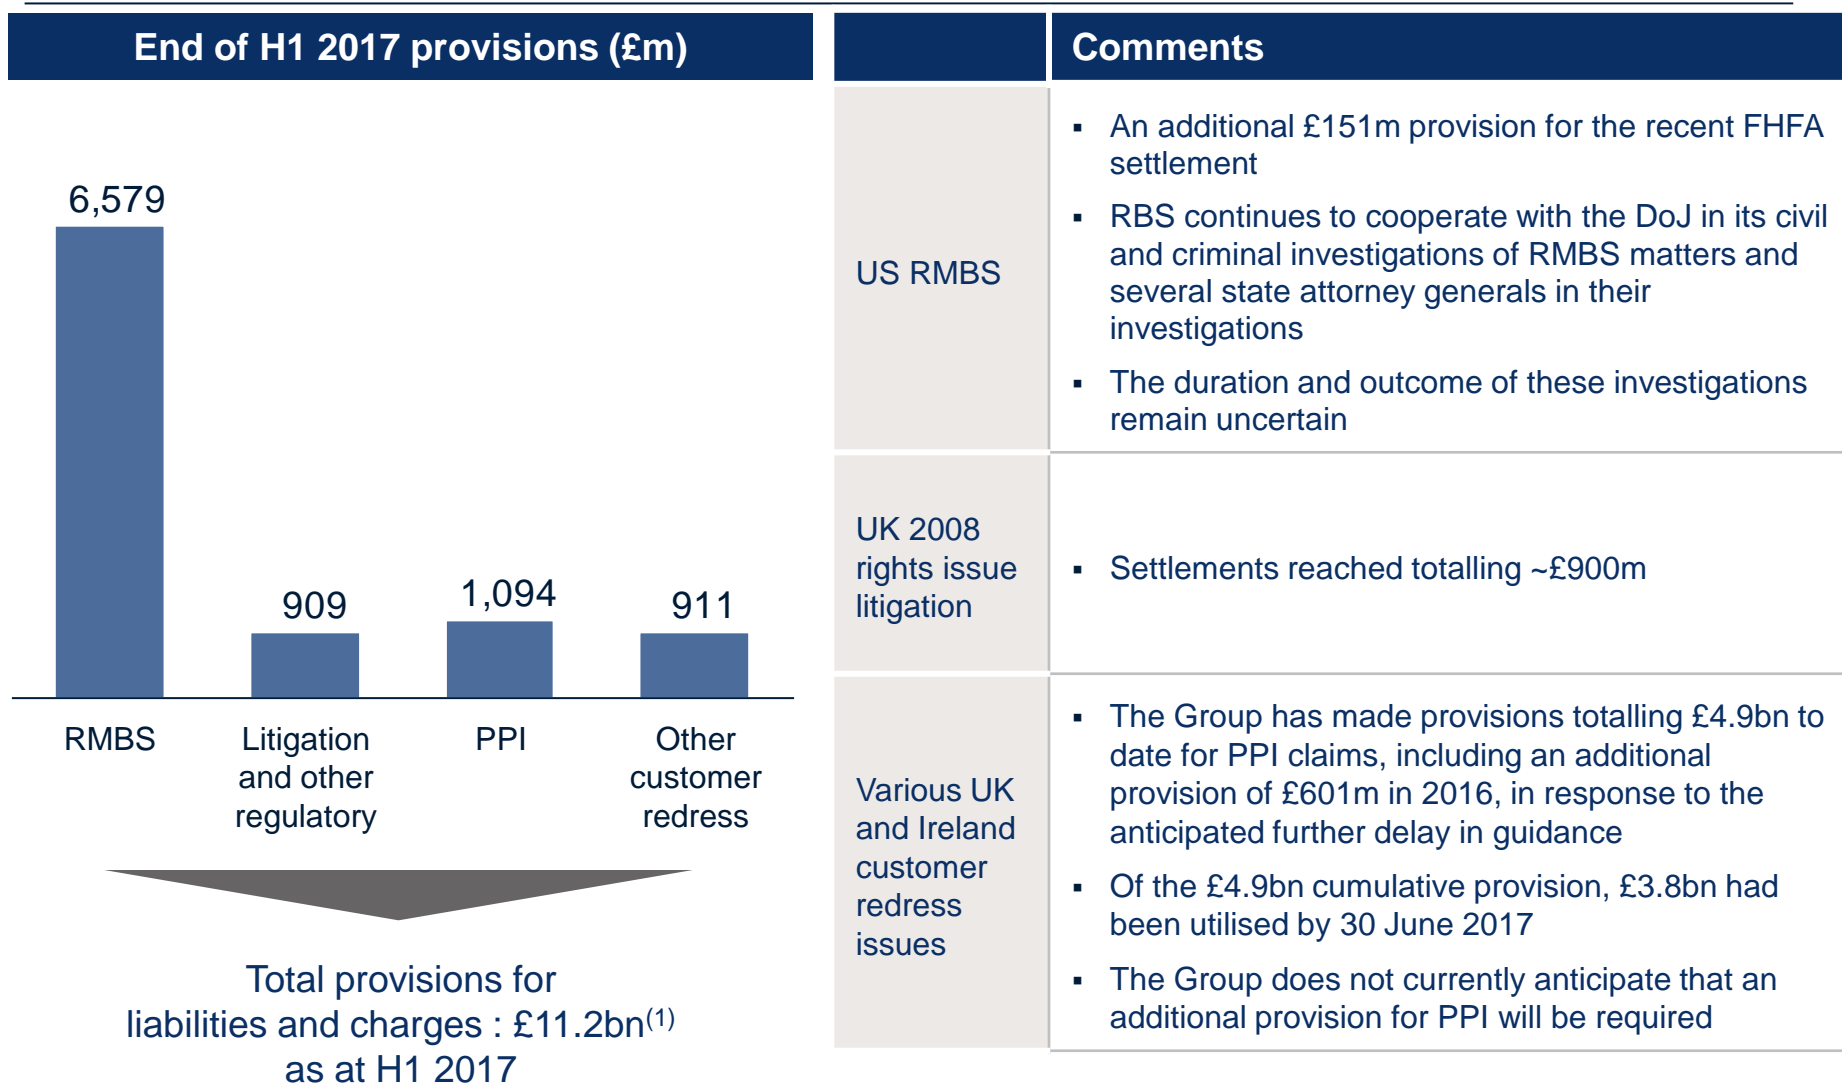 End of H1 2017 provisions (£m)
6,579
909
1,094
911
RMBS
Litigation
and other
regulatory
PPI
Other
customer
redress
Total provisions for
liabilities and charges : £11.2bn(1)
as at H1 2017
Comments
US RMBS
▪ An additional £151m provision for the recent FHFA
settlement
▪ RBS continues to cooperate with the DoJ in its civil
and criminal investigations of RMBS matters and
several state attorney generals in their
investigations
▪ The duration and outcome of these investigations
remain uncertain
UK 2008
rights issue
litigation
▪ Settlements reached totalling ~£900m
Various UK
and Ireland
customer
redress
issues
▪ The Group has made provisions totalling £4.9bn to
date for PPI claims, including an additional
provision of £601m in 2016, in response to the
anticipated further delay in guidance
▪ Of the £4.9bn cumulative provision, £3.8bn had
been utilised by 30 June 2017
▪ The Group does not currently anticipate that an
additional provision for PPI will be required